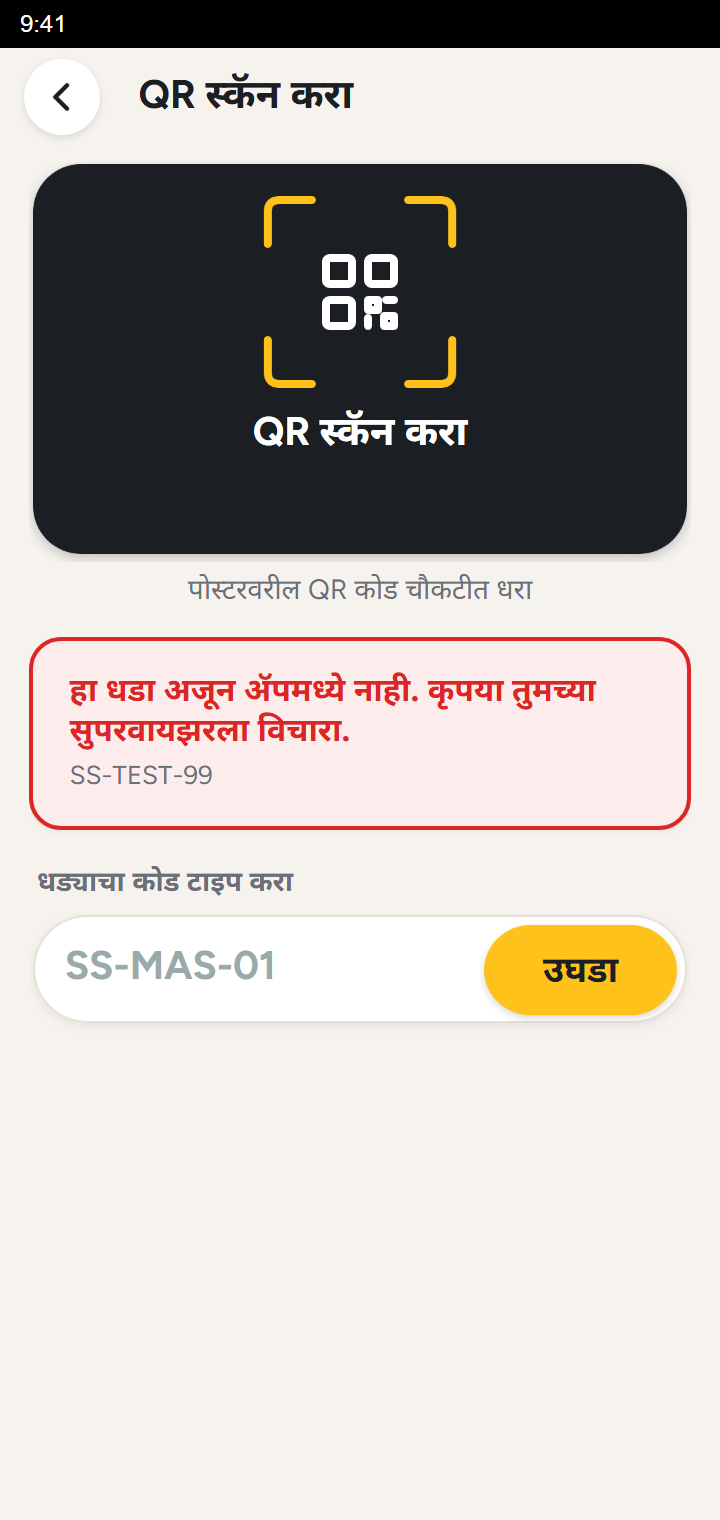 9:41
QR स्कॅन करा
QR स्कॅन करा
पोस्टरवरील QR कोड चौकटीत धरा
हा धडा अजून ॲपमध्ये नाही. कृपया तुमच्या
सुपरवायझरला विचारा.
SS-TEST-99
धड्याचा कोड टाइप करा
SS-MAS-01
उघडा